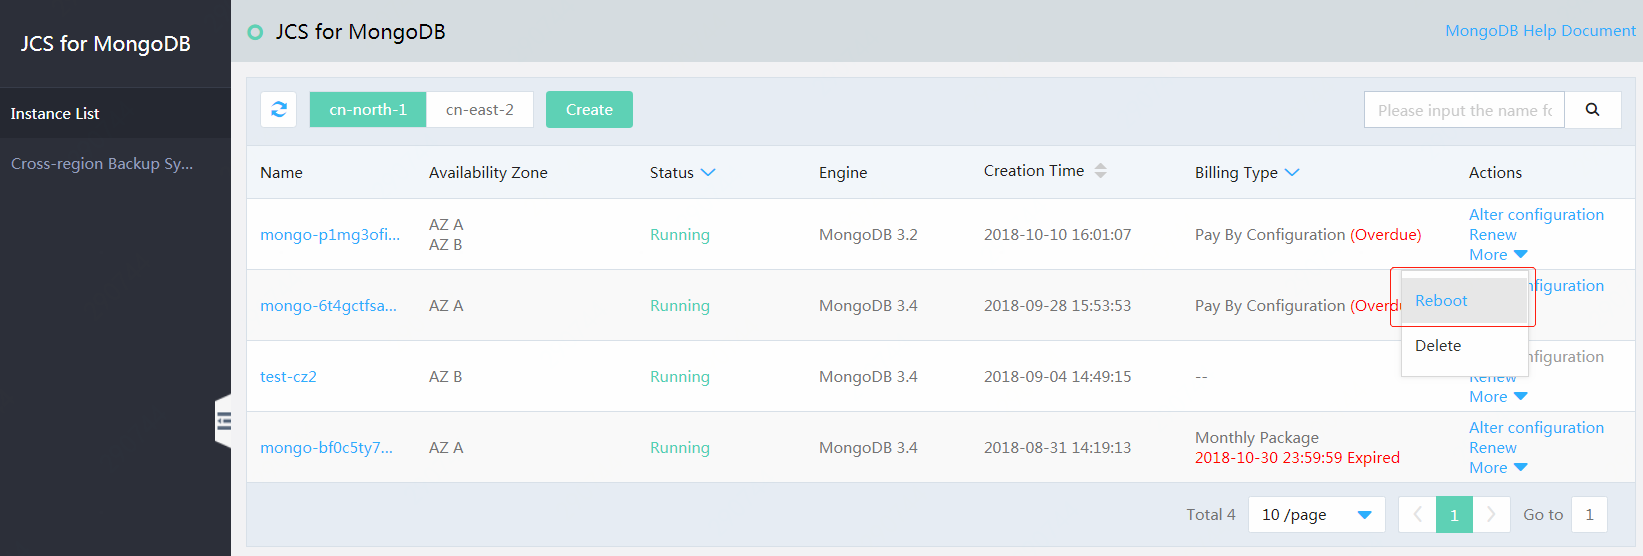 JCS for MongoDB
Instance List
Cross-region Backup Sy...
JCS for MongoDB
MongoDB Help Document
cn-north-1 cn-east-2 Create
Please input the name fo
Name Availability Zone Status Engine Creation Time Billing Type Actions
mongo-p1mg3ofi... AZ A AZ B Running MongoDB 3.2 2018-10-10 16:01:07 Pay By Configuration (Overdue)
Alter configuration
Renew
More
mongo-6t4gctfsa... AZ A Running MongoDB 3.4 2018-09-28 15:53:53 Pay By Configuration (Overdu
figuration
Reboot
Delete
test-cz2 AZ B Running MongoDB 3.4 2018-09-04 14:49:15 --
figuration
Renew
More
mongo-bf0c5ty7... AZ A Running MongoDB 3.4 2018-08-31 14:19:13 Monthly Package
2018-10-30 23:59:59 Expired
Alter configuration
Renew
More
Total 4 10 /page 1 Go to 1